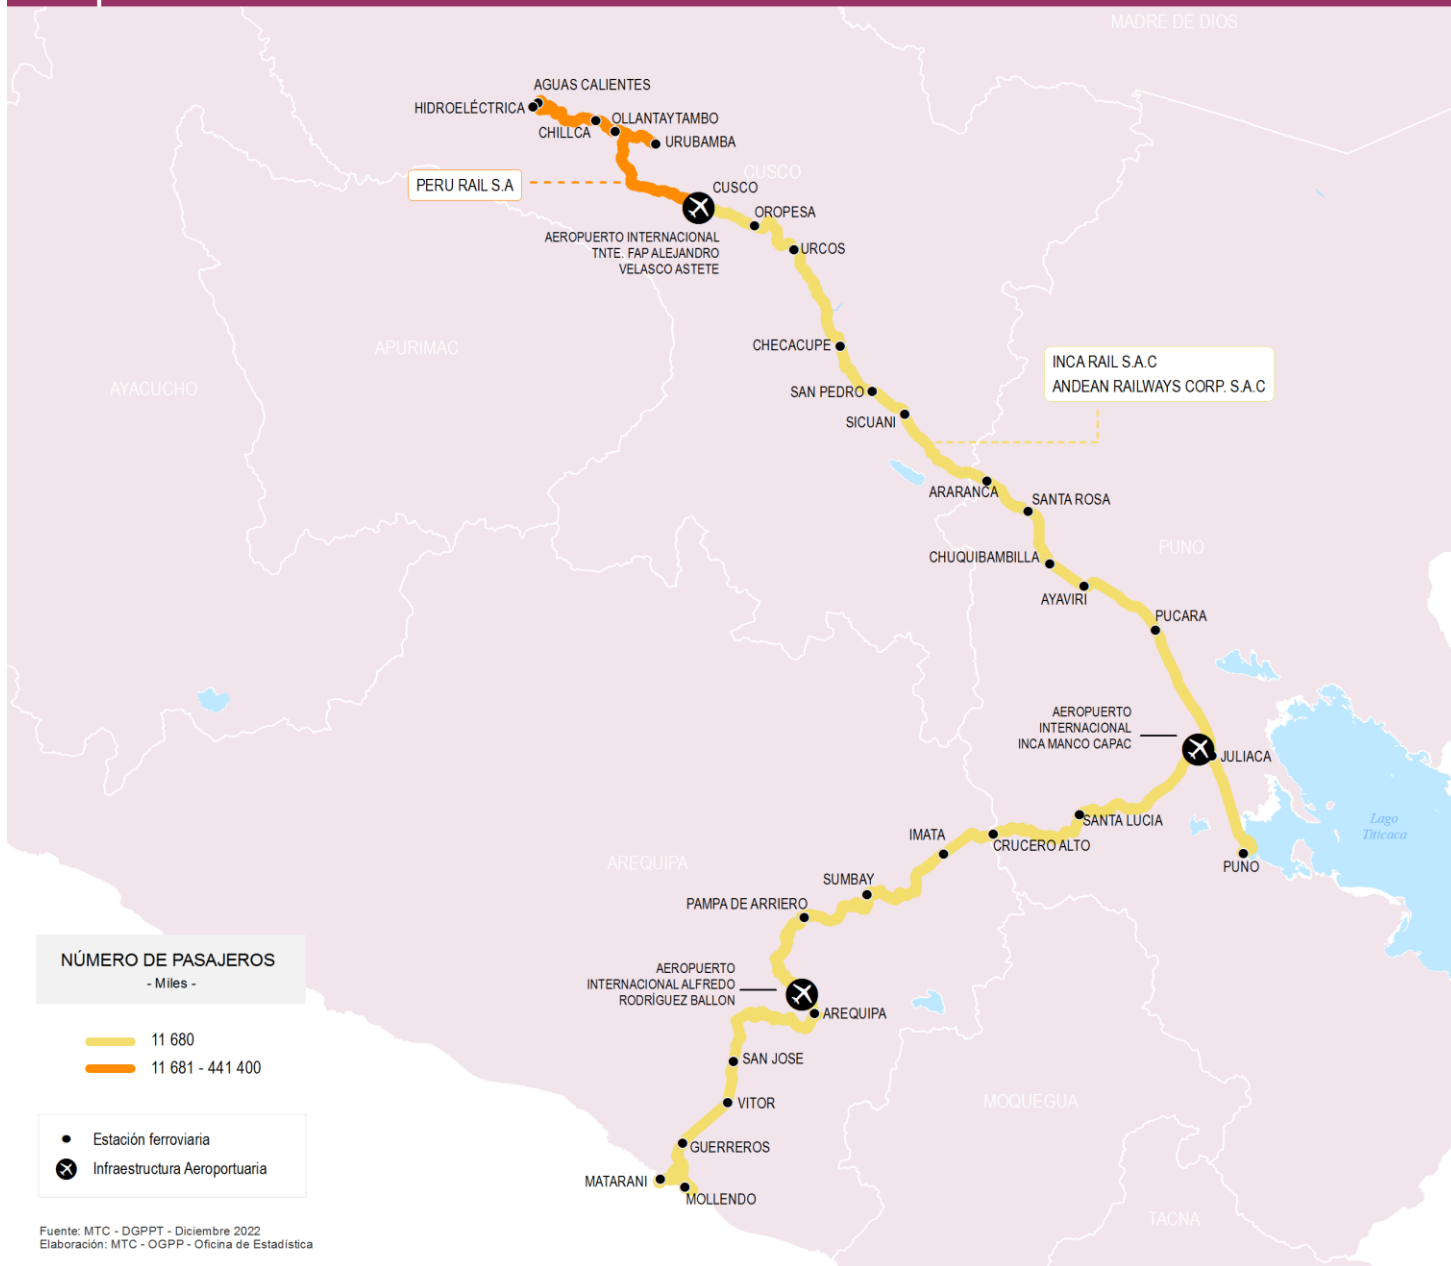 MADRE DE DIOS
AGUAS CALIENTES
HIDROELÉCTRICA
OLLANTAYTAMBO
CHILLCA
URUBAMBA
CUSCO
PERU RAIL S.A
CUSCO
OROPESA
AEROPUERTO INTERNACIONAL
TNTE. FAP ALEJANDRO
VELASCO ASTETE
URCOS
CHECACUPE
APURIMAC
AYACUCHO
INCA RAIL S.A.C
ANDEAN RAILWAYS CORP. S.A.C
SAN PEDRO
SICUANI
ARARANCA
SANTA ROSA
PUNO
CHUQUIBAMBILLA
AYAVIRI
PUCARA
AEROPUERTO
INTERNACIONAL
INCA MANCO CAPAC
JULIACA
SANTA LUCIA
Lago
Titicaca
IMATA
CRUCERO ALTO
PUNO
AREQUIPA
SUMBAY
PAMPA DE ARRIERO
AEROPUERTO
INTERNACIONAL ALFREDO
RODRÍGUEZ BALLON
AREQUIPA
SAN JOSE
VITOR
MOQUEGUA
GUERREROS
MATARANI
MOLLENDO
TACNA
NÚMERO DE PASAJEROS
- Miles -
11 680
11 681 - 441 400
Estación ferroviaria
Infraestructura Aeroportuaria
Fuente: MTC - DGPPT - Diciembre 2022
Elaboración: MTC - OGPP - Oficina de Estadística